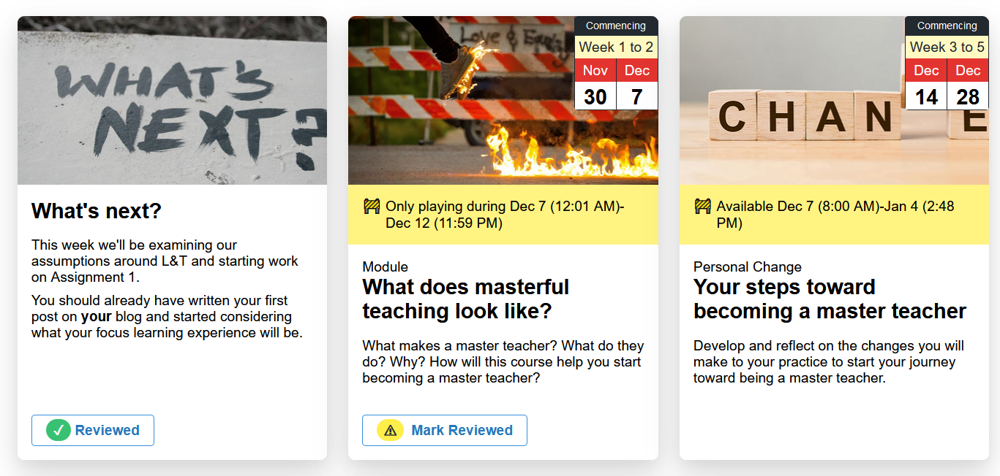 WHAT'S
NEXT?
What's next?
This week we'll be examining our
assumptions around L&T and starting work
on Assignment 1.
You should already have written your first
post on your blog and started considering
what your focus learning experience will be.
Reviewed
Love & Equity
Commencing
Week 1 to 2
Nov Dec
30 7
Only playing during Dec 7 (12:01 AM)-
Dec 12 (11:59 PM)
Module
What does masterful
teaching look like?
What makes a master teacher? What do they
do? Why? How will this course help you start
becoming a master teacher?
Mark Reviewed
Commencing
Week 3 to 5
Dec Dec
14 28
CHAN E
Available Dec 7 (8:00 AM)-Jan 4 (2:48
PM)
Personal Change
Your steps toward
becoming a master teacher
Develop and reflect on the changes you will
make to your practice to start your journey
toward being a master teacher.